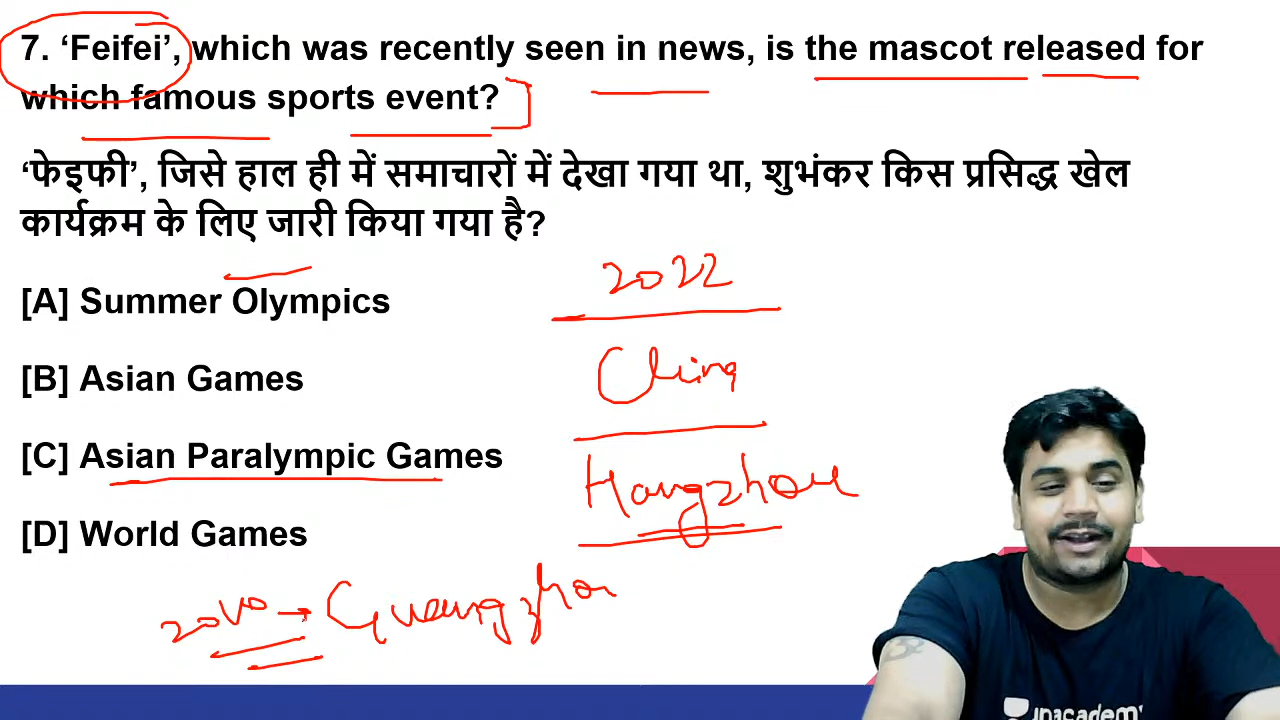 7. ‘Feifei’, which was recently seen in news, is the mascot released for
which famous sports event?
‘फेइफी’, जिसे हाल ही में समाचारों में देखा गया था, शुभंकर किस प्रसिद्ध खेल
कार्यक्रम के लिए जारी किया गया है?
[A] Summer Olympics
2022
[B] Asian Games
China
[C] Asian Paralympic Games
Hangzhou
[D] World Games
2010 → Guangzhou
unacademy